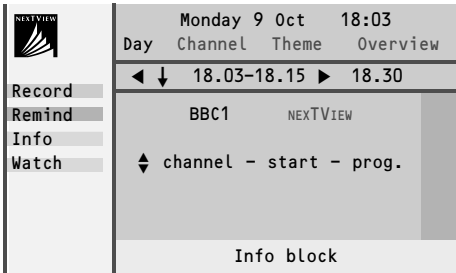 NEXTVIEW
Monday 9 Oct 18:03
Day Channel Theme Overview
18.03–18.15 18.30
Record
Remind
Info
Watch
BBC1 NEXTVIEW
channel – start – prog.
Info block